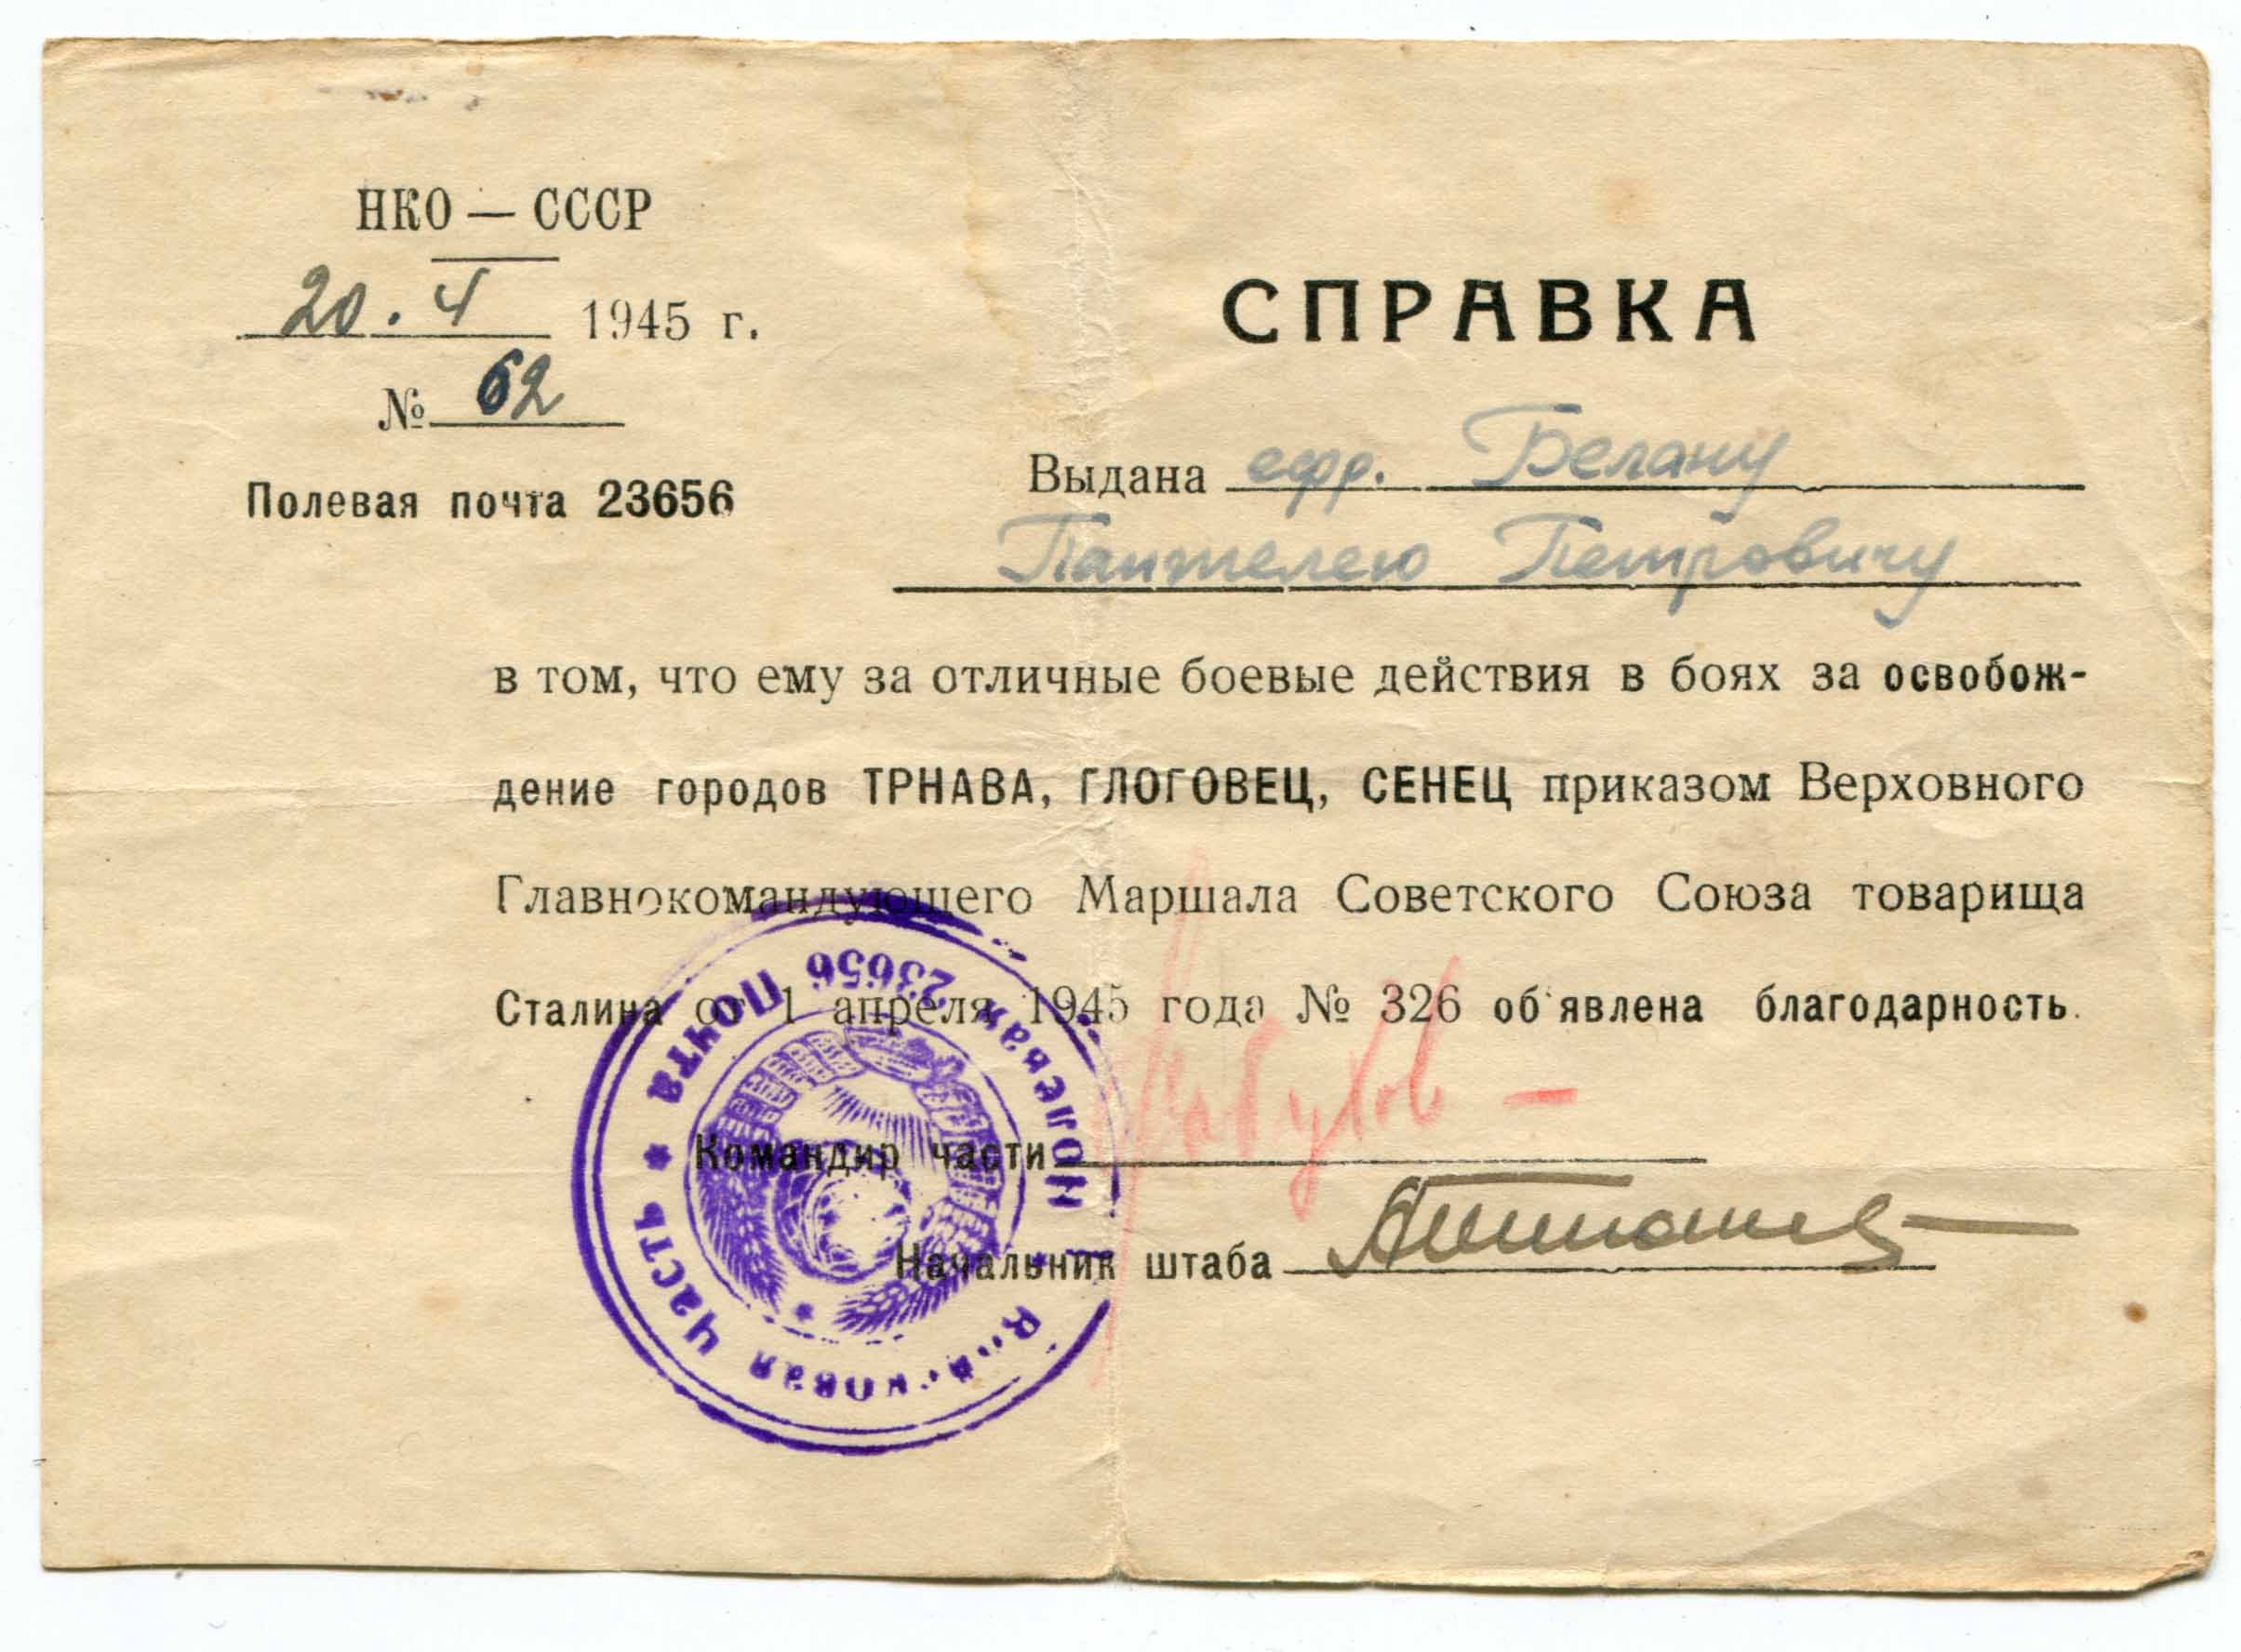 НКО — СССР
20. 4 1945 г.
№ 62
Полевая почта 23656
СПРАВКА
Выдана ефр. Белану
Пантелею Петровичу
в том, что ему за отличные боевые действия в боях за освобож-
дение городов ТРНАВА, ГЛОГОВЕЦ, СЕНЕЦ приказом Верховного
Главнокомандующего Маршала Советского Союза товарища
Сталина от 1 апреля 1945 года № 326 об'явлена благодарность.
Командир части
Начальник штаба
Войсковая часть * Полевая Почта 23656